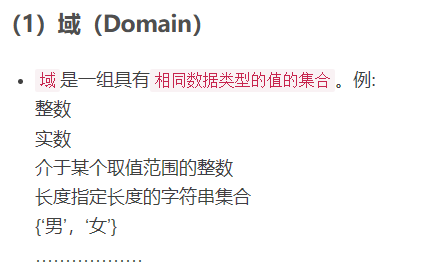 （1）域（Domain）
• 域是一组具有相同数据类型的值的集合。例:
整数
实数
介于某个取值范围的整数
长度指定长度的字符串集合
{‘男’，‘女’}
………………